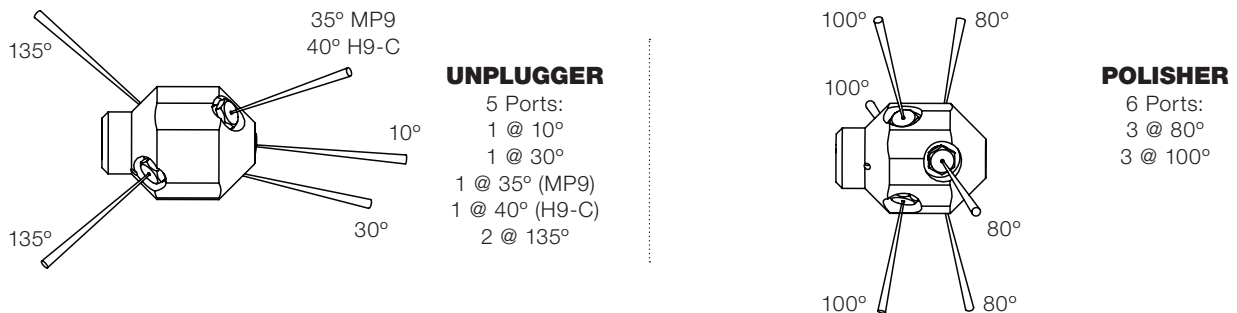 135º
35º MP9
40º H9-C
10º
30º
135º
UNPLUGGER
5 Ports:
1 @ 10º
1 @ 30º
1 @ 35º (MP9)
1 @ 40º (H9-C)
2 @ 135º
100º
80º
100º
80º
100º
80º
POLISHER
6 Ports:
3 @ 80º
3 @ 100º